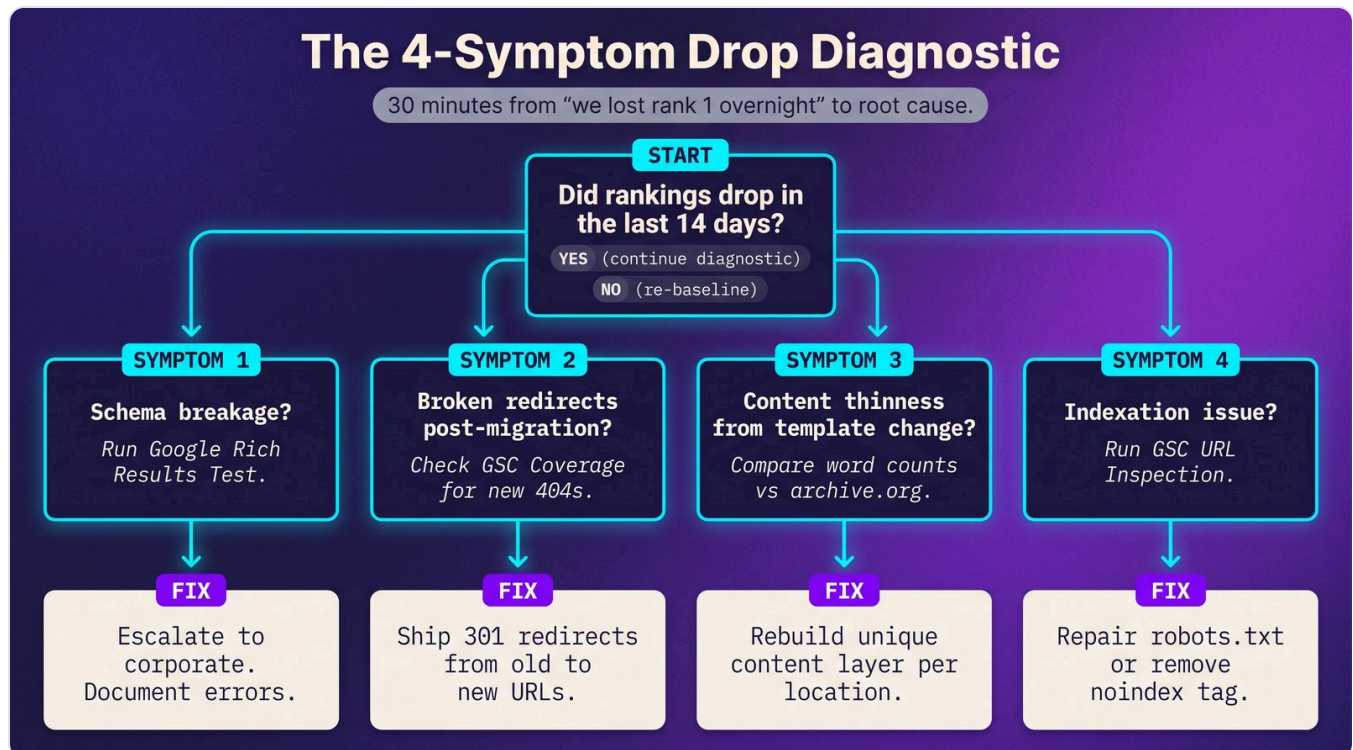 The 4-Symptom Drop Diagnostic
30 minutes from “we lost rank 1 overnight” to root cause.
START
Did rankings drop in
the last 14 days?
YES (continue diagnostic)
NO (re-baseline)
SYMPTOM 1
Schema breakage?
Run Google Rich
Results Test.
FIX
Escalate to
corporate.
Document errors.
SYMPTOM 2
Broken redirects
post-migration?
Check GSC Coverage
for new 404s.
FIX
Ship 301 redirects
from old to
new URLs.
SYMPTOM 3
Content thinness
from template change?
Compare word counts
vs archive.org.
FIX
Rebuild unique
content layer per
location.
SYMPTOM 4
Indexation issue?
Run GSC URL
Inspection.
FIX
Repair robots.txt
or remove
noindex tag.